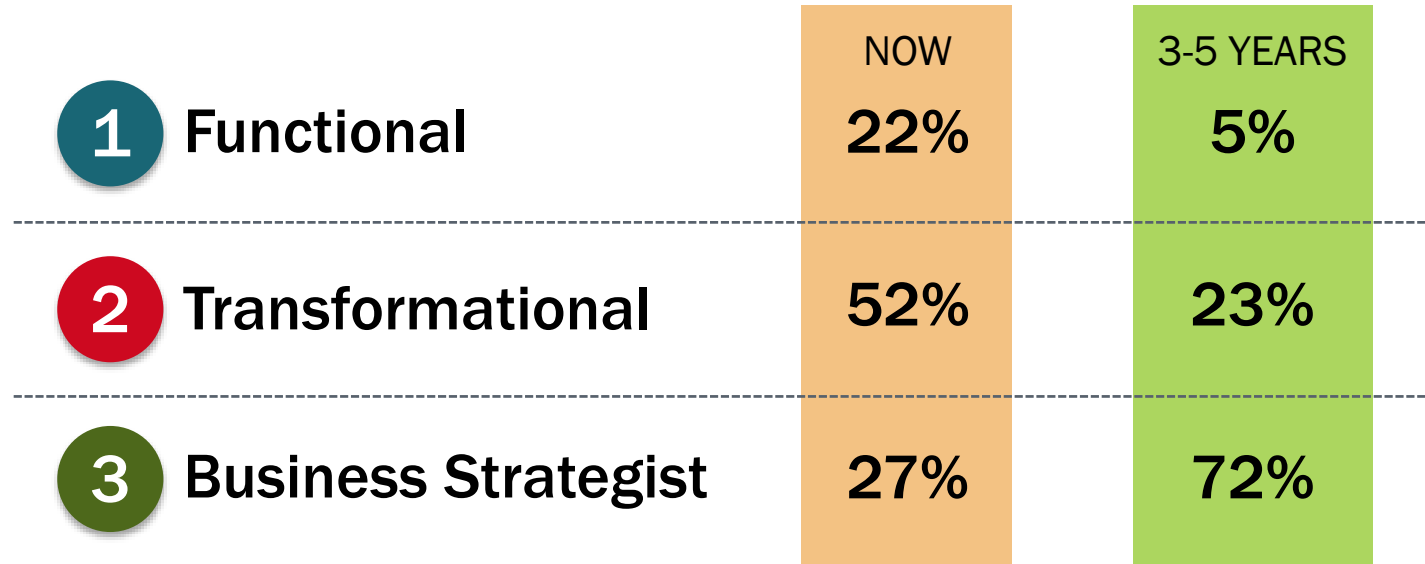 NOW 3-5 YEARS
1 Functional 22% 5%
2 Transformational 52% 23%
3 Business Strategist 27% 72%